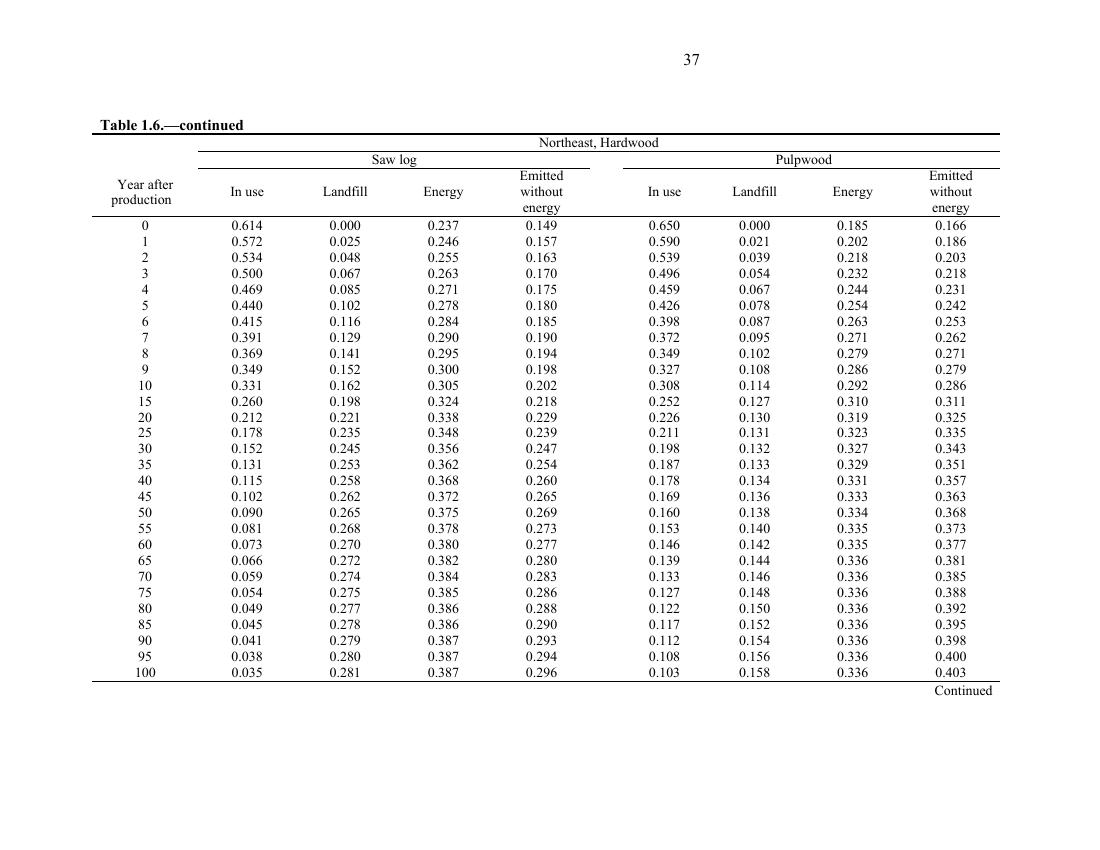 37
Table 1.6.—continued
Northeast, Hardwood
Saw log Pulpwood
Year after production In use Landfill Energy Emitted without energy In use Landfill Energy Emitted without energy
0 0.614 0.000 0.237 0.149 0.650 0.000 0.185 0.166
1 0.572 0.025 0.246 0.157 0.590 0.021 0.202 0.186
2 0.534 0.048 0.255 0.163 0.539 0.039 0.218 0.203
3 0.500 0.067 0.263 0.170 0.496 0.054 0.232 0.218
4 0.469 0.085 0.271 0.175 0.459 0.067 0.244 0.231
5 0.440 0.102 0.278 0.180 0.426 0.078 0.254 0.242
6 0.415 0.116 0.284 0.185 0.398 0.087 0.263 0.253
7 0.391 0.129 0.290 0.190 0.372 0.095 0.271 0.262
8 0.369 0.141 0.295 0.194 0.349 0.102 0.279 0.271
9 0.349 0.152 0.300 0.198 0.327 0.108 0.286 0.279
10 0.331 0.162 0.305 0.202 0.308 0.114 0.292 0.286
15 0.260 0.198 0.324 0.218 0.252 0.127 0.310 0.311
20 0.212 0.221 0.338 0.229 0.226 0.130 0.319 0.325
25 0.178 0.235 0.348 0.239 0.211 0.131 0.323 0.335
30 0.152 0.245 0.356 0.247 0.198 0.132 0.327 0.343
35 0.131 0.253 0.362 0.254 0.187 0.133 0.329 0.351
40 0.115 0.258 0.368 0.260 0.178 0.134 0.331 0.357
45 0.102 0.262 0.372 0.265 0.169 0.136 0.333 0.363
50 0.090 0.265 0.375 0.269 0.160 0.138 0.334 0.368
55 0.081 0.268 0.378 0.273 0.153 0.140 0.335 0.373
60 0.073 0.270 0.380 0.277 0.146 0.142 0.335 0.377
65 0.066 0.272 0.382 0.280 0.139 0.144 0.336 0.381
70 0.059 0.274 0.384 0.283 0.133 0.146 0.336 0.385
75 0.054 0.275 0.385 0.286 0.127 0.148 0.336 0.388
80 0.049 0.277 0.386 0.288 0.122 0.150 0.336 0.392
85 0.045 0.278 0.386 0.290 0.117 0.152 0.336 0.395
90 0.041 0.279 0.387 0.293 0.112 0.154 0.336 0.398
95 0.038 0.280 0.387 0.294 0.108 0.156 0.336 0.400
100 0.035 0.281 0.387 0.296 0.103 0.158 0.336 0.403
Continued